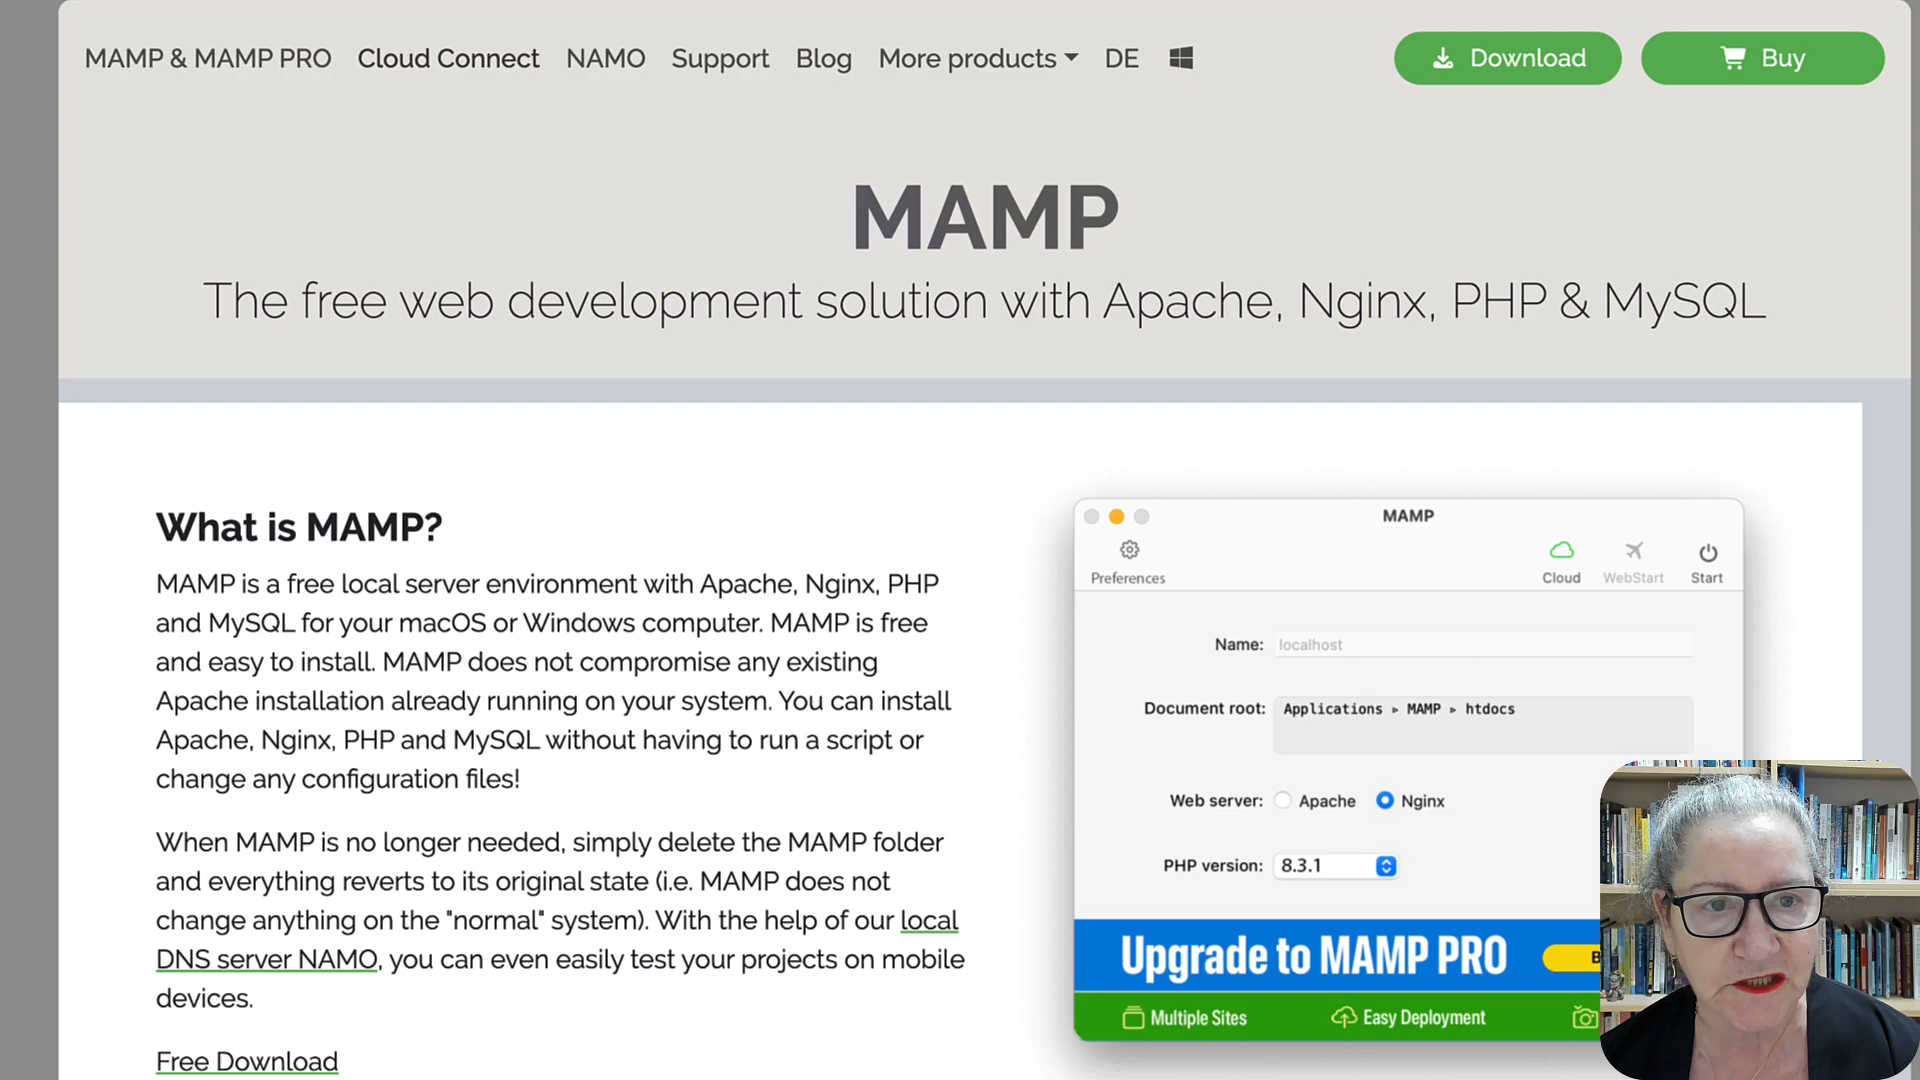 MAMP & MAMP PRO Cloud Connect NAMO Support Blog More products DE Download Buy
MAMP
The free web development solution with Apache, Nginx, PHP & MySQL
What is MAMP?
MAMP is a free local server environment with Apache, Nginx, PHP
and MySQL for your macOS or Windows computer. MAMP is free
and easy to install. MAMP does not compromise any existing
Apache installation already running on your system. You can install
Apache, Nginx, PHP and MySQL without having to run a script or
change any configuration files!
When MAMP is no longer needed, simply delete the MAMP folder
and everything reverts to its original state (i.e. MAMP does not
change anything on the "normal" system). With the help of our local
DNS server NAMO, you can even easily test your projects on mobile
devices.
Free Download
MAMP
Preferences Cloud WebStart Start
Name: localhost
Document root: Applications ▹ MAMP ▹ htdocs
Web server: Apache Nginx
PHP version: 8.3.1
Upgrade to MAMP PRO
Multiple Sites Easy Deployment